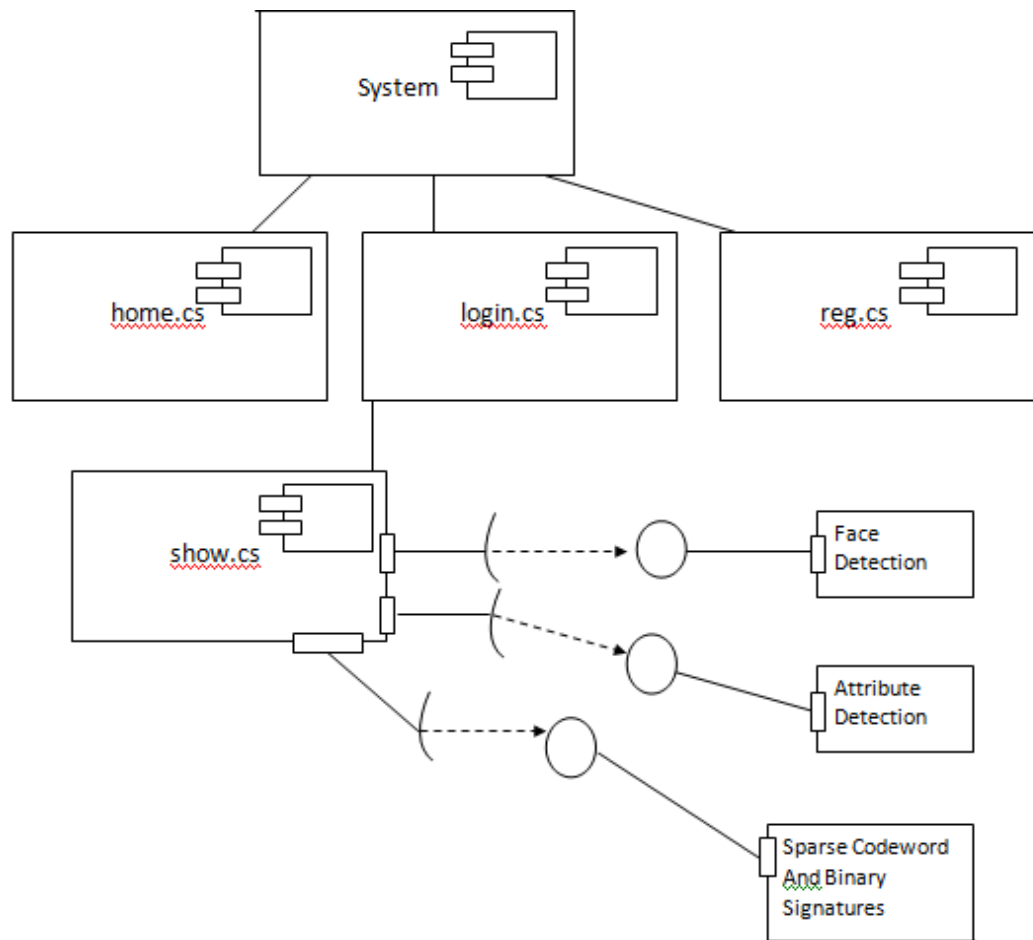 System
home.cs
login.cs
reg.cs
show.cs
Face
Detection
Attribute
Detection
Sparse Codeword
And Binary
Signatures